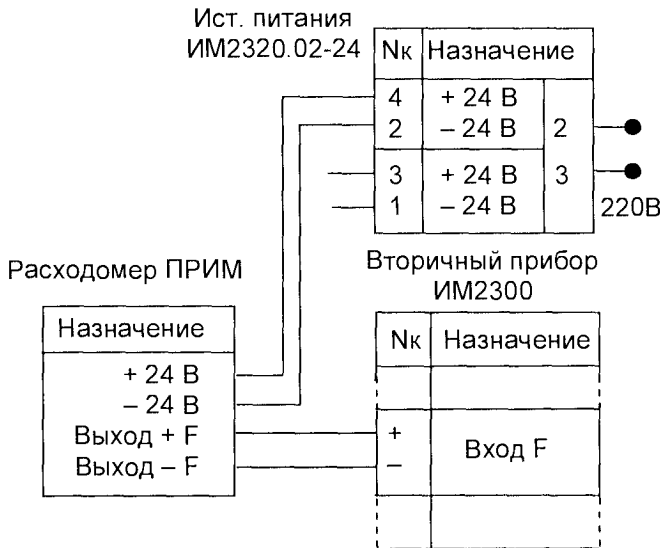 Ист. питания
ИМ2320.02-24
Nк Назначение
4 + 24 В
2 – 24 В 2
3 + 24 В 3
1 – 24 В
220В
Расходомер ПРИМ
Вторичный прибор
ИМ2300
Назначение
+ 24 В
– 24 В
Выход + F
Выход – F
Nк Назначение
+
–
Вход F